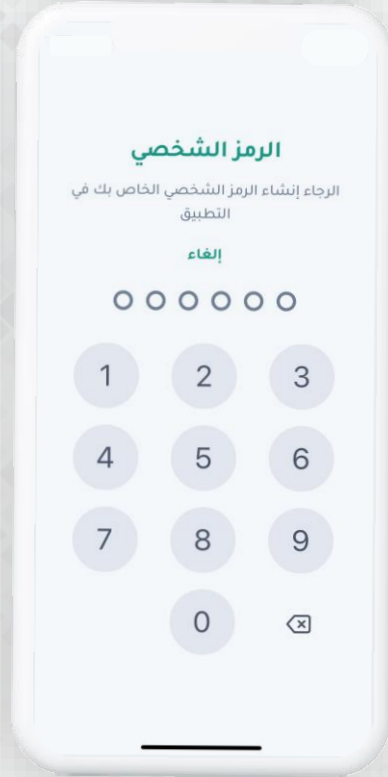 الرمز الشخصي
الرجاء إنشاء الرمز الشخصي الخاص بك في
التطبيق
إلغاء
1 2 3
4 5 6
7 8 9
0